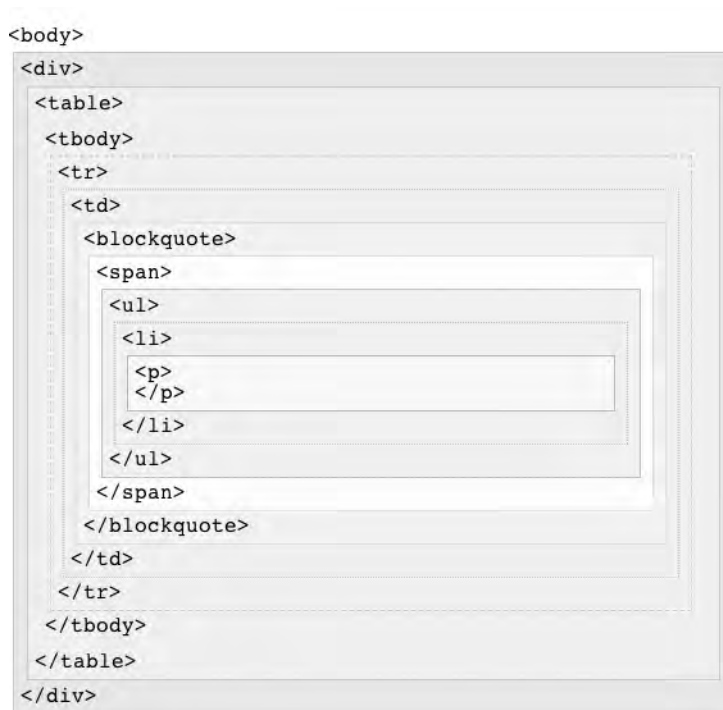 <body>
<div>
<table>
<tbody>
<tr>
<td>
<blockquote>
<span>
<ul>
<li>
<p>
</p>
</li>
</ul>
</span>
</blockquote>
</td>
</tr>
</tbody>
</table>
</div>